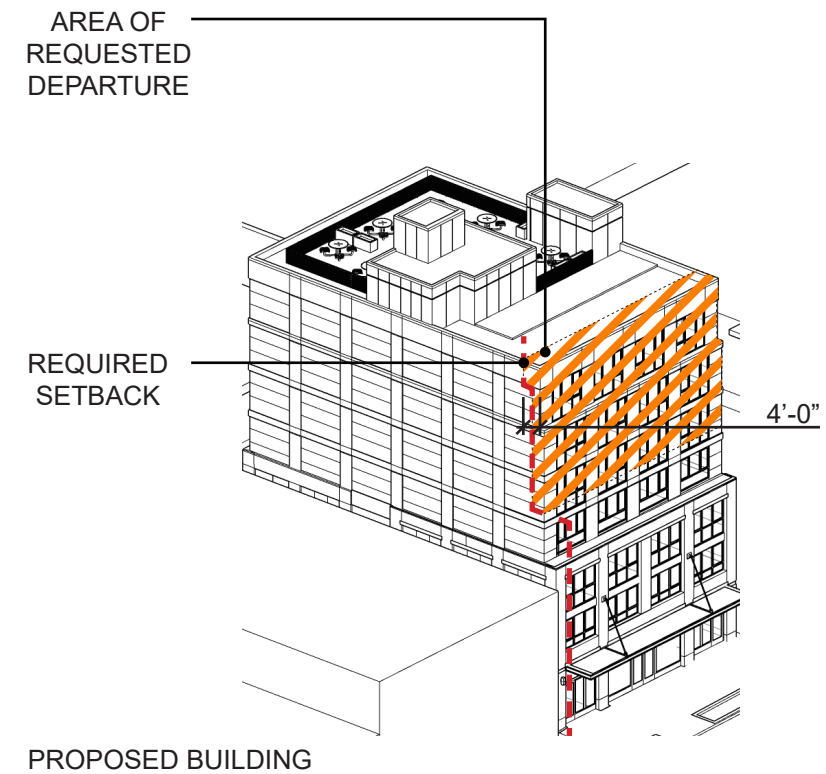 AREA OF
REQUESTED
DEPARTURE
REQUIRED
SETBACK
4’-0”
PROPOSED BUILDING